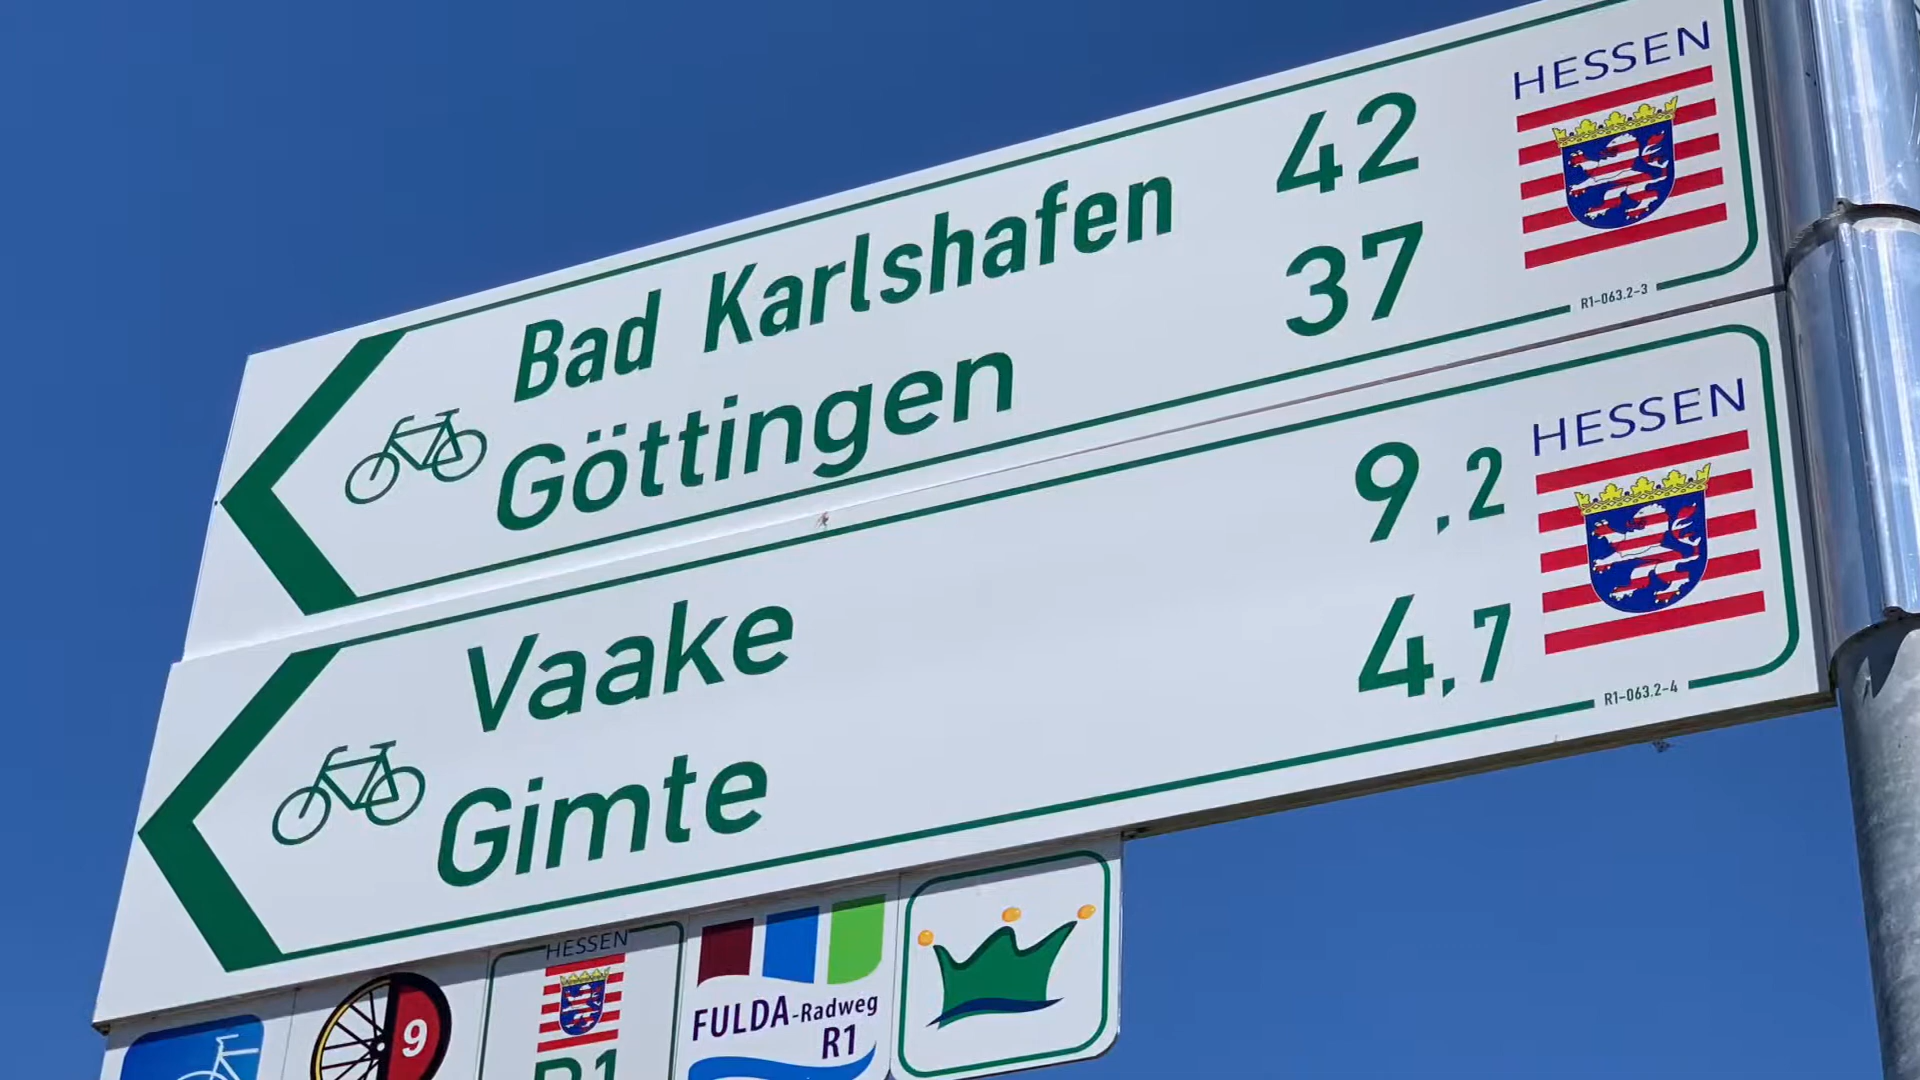 HESSEN
Bad Karlshafen 42
Göttingen 37
R1-063.2-3
HESSEN
Vaake 9,2
Gimte 4,7
R1-063.2-4
9
HESSEN
R1
FULDA-Radweg
R1